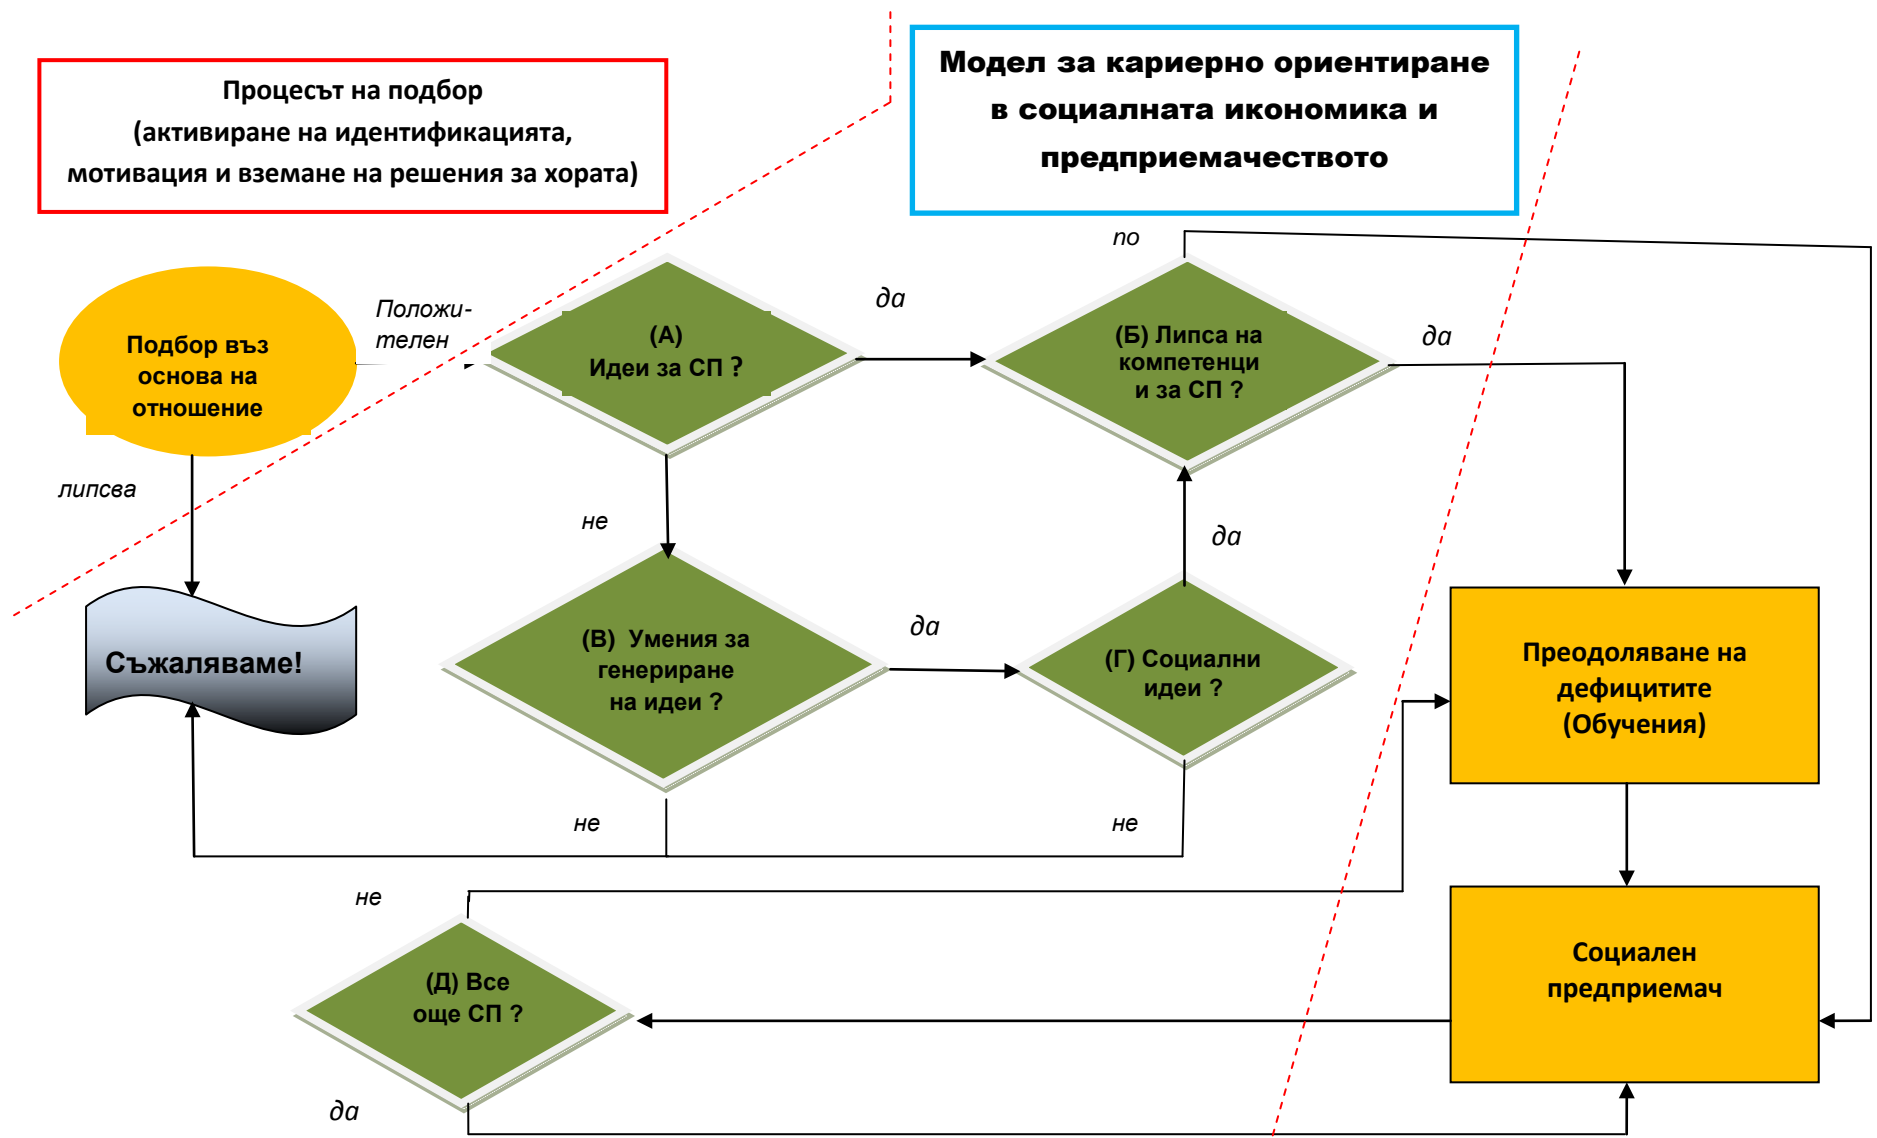 Процесът на подбор
(активиране на идентификацията,
мотивация и вземане на решения за хората)
Модел за кариерно ориентиране
в социалната икономика и
предприемачеството
по
Подбор въз
основа на
отношение
Положи-
телен
(А)
Идеи за СП ?
да
(Б) Липса на
компетенци
и за СП ?
да
липсва
не
да
Съжаляваме!
(В) Умения за
генериране
на идеи ?
да
(Г) Социални
идеи ?
Преодоляване на
дефицитите
(Обучения)
не
не
не
(Д) Все
още СП ?
Социален
предприемач
да